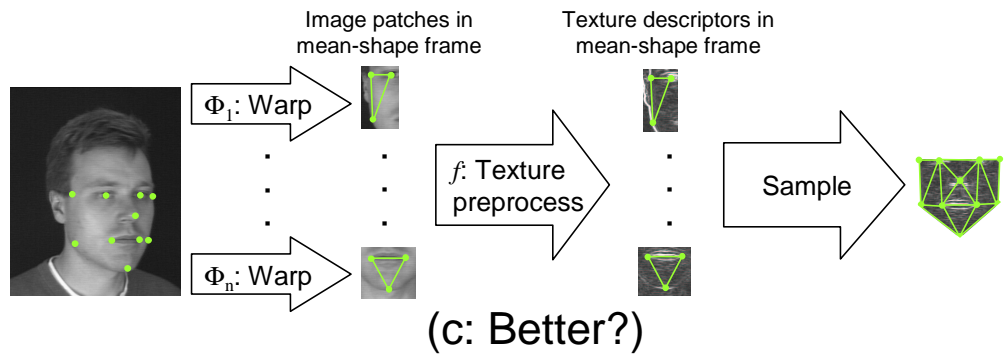 Image patches in
mean-shape frame
Texture descriptors in
mean-shape frame
Φ1: Warp
f: Texture
preprocess
Sample
Φn: Warp
(c: Better?)